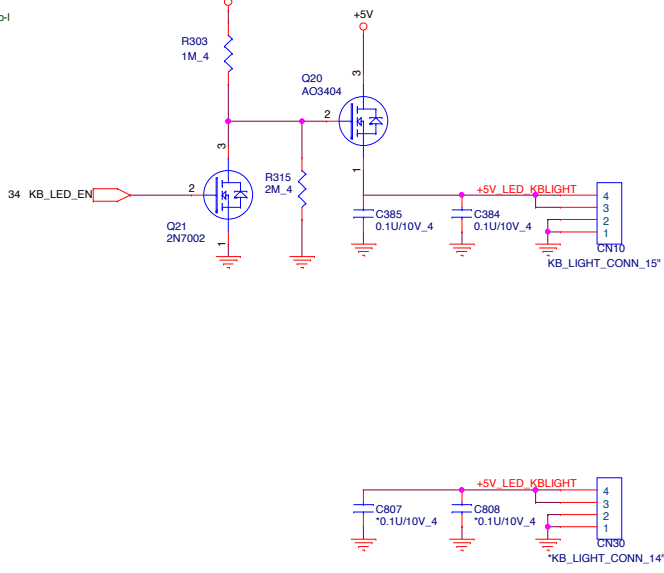 +5V
R303
1M_4
3
Q20
AO3404
2
3
R315
2M_4
1
34 KB_LED_EN
2
Q21
2N7002
1
+5V_LED_KBLIGHT
C385
0.1U/10V_4
C384
0.1U/10V_4
4
3
2
1
CN10
KB_LIGHT_CONN_15"
+5V_LED_KBLIGHT
C807
*0.1U/10V_4
C808
*0.1U/10V_4
4
3
2
1
CN30
*KB_LIGHT_CONN_14"